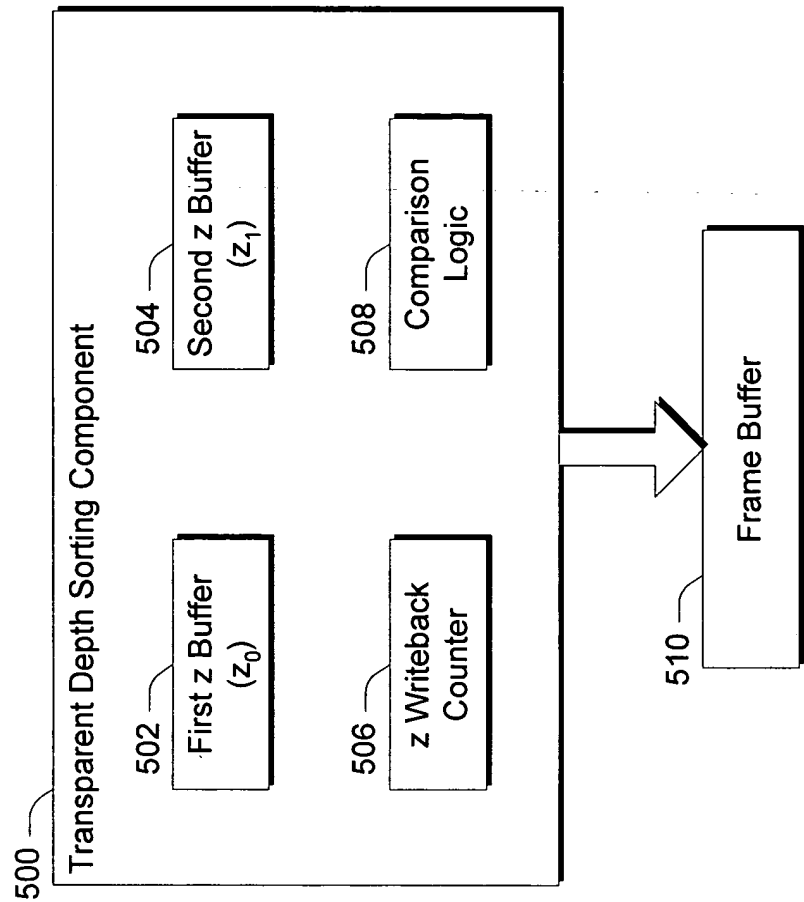 500
Transparent Depth Sorting Component
502
First z Buffer
(z₀)
504
Second z Buffer
(z₁)
506
z Writeback
Counter
508
Comparison
Logic
510
Frame Buffer